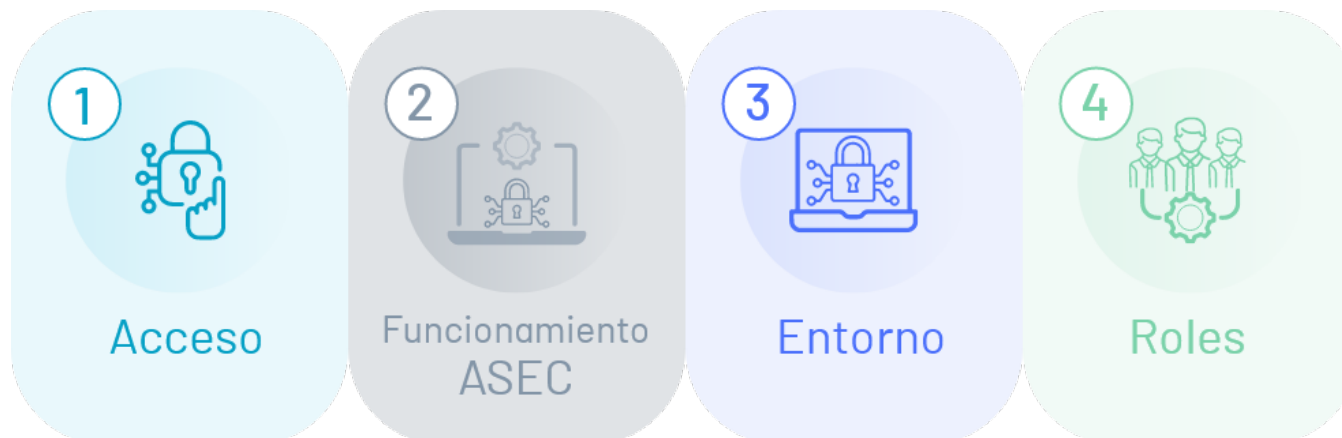 1
Acceso
2
Funcionamiento
ASEC
3
Entorno
4
Roles